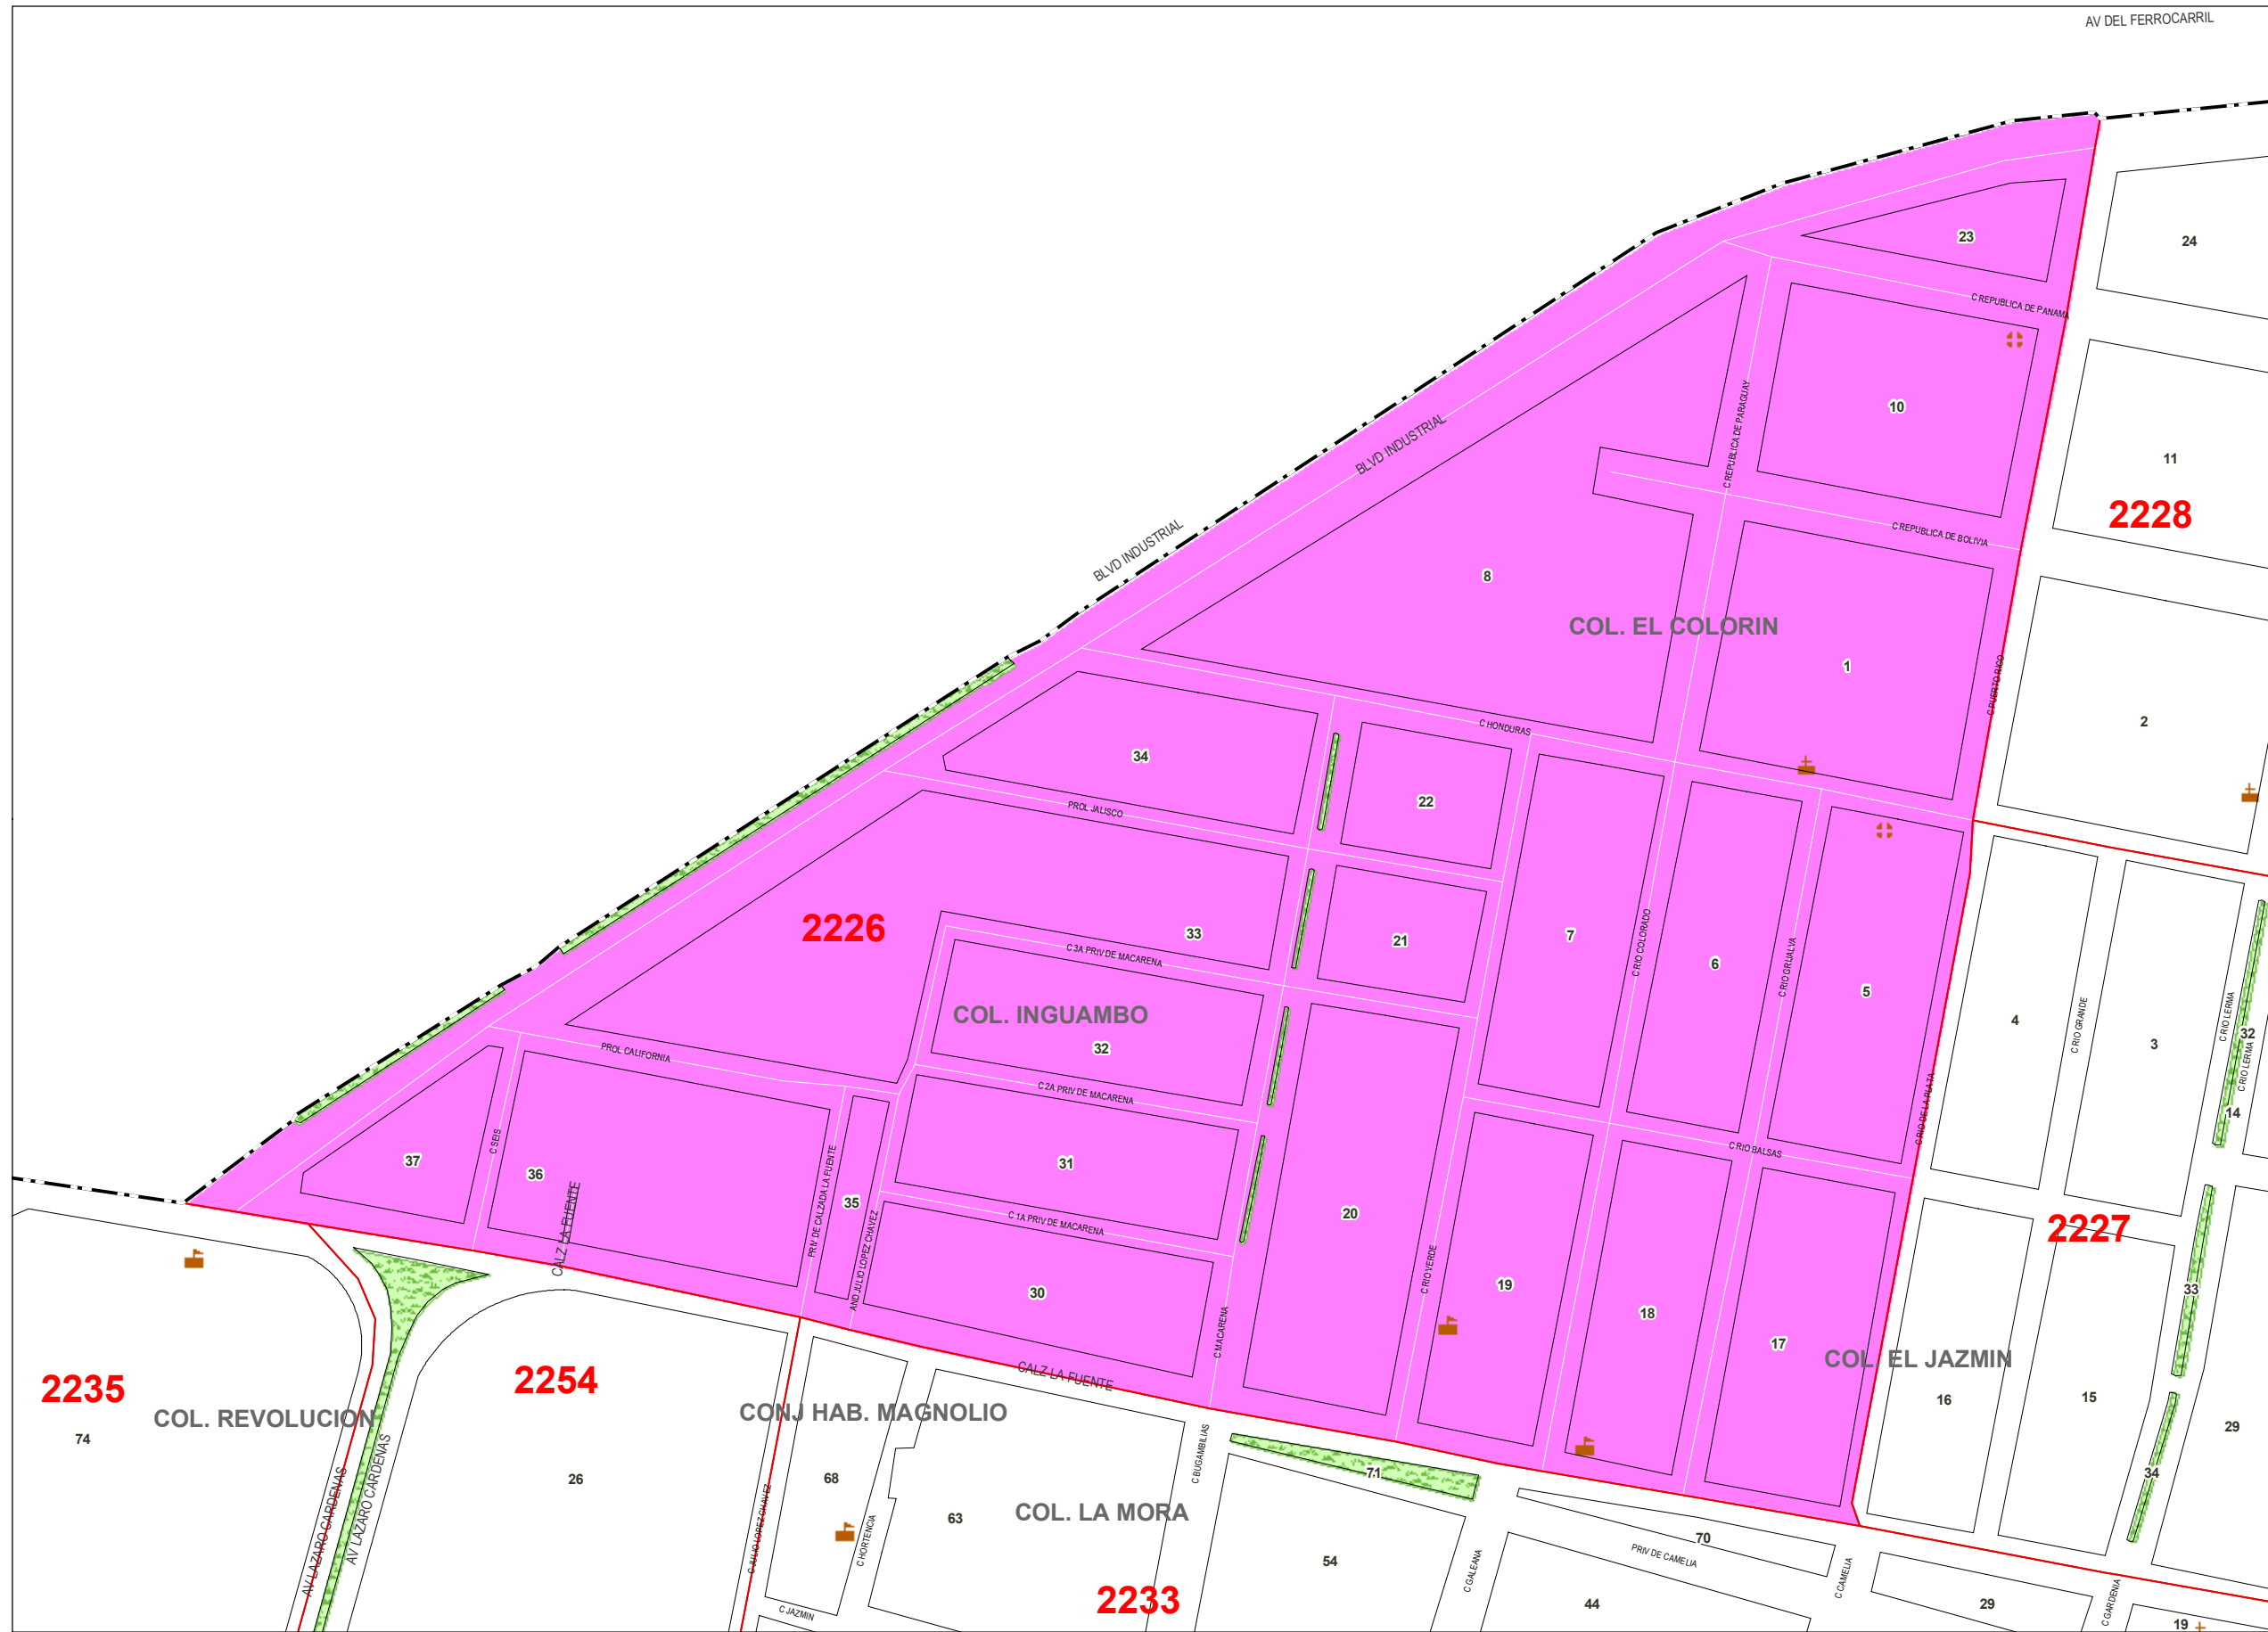 AV DEL FERROCARRIL
23
24
C REPUBLICA DE PANAMA
10
C REPUBLICA DE PARAGUAY
BLVD INDUSTRIAL
11
2228
C REPUBLICA DE BOLIVIA
BLVD INDUSTRIAL
8
COL. EL COLORIN
1
C PUERTO RICO
2
C HONDURAS
34
22
PROL JALISCO
2226
33
C 3A PRIV DE MACARENA
21
7
C RIO COLORADO
6
C RIO GRIJALVA
5
4
C RIO GRANDE
3
C RIO LERMA
32
C RIO LERMA
14
COL. INGUAMBO
32
PROL CALIFORNIA
C 2A PRIV DE MACARENA
C RIO DE LA PLATA
C SEIS
37
36
CALZ LA FUENTE
PRIV DE CALZADA LA FUENTE
35
AND JULIO LOPEZ CHAVEZ
31
C RIO BALSAS
C 1A PRIV DE MACARENA
20
2227
33
30
C RIO VERDE
19
18
17
C MACARENA
COL. EL JAZMIN
CALZ LA FUENTE
2235
2254
COL. REVOLUCION
CONJ HAB. MAGNOLIO
16
15
29
74
AV LAZARO CARDENAS
AV LAZARO CARDENAS
26
68
C BUGAMBILIAS
71
34
C JULIO LOPEZ CHAVEZ
C HORTENCIA
63
COL. LA MORA
54
70
PRIV DE CAMELIA
C GALEANA
C CAMELIA
2233
44
29
C GARDENIA
C JAZMIN
19